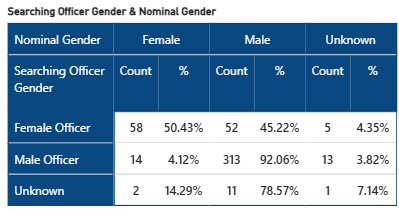 Searching Officer Gender & Nominal Gender
Nominal Gender Female Male Unknown
Searching Officer Gender Count % Count % Count %
Female Officer 58 50.43% 52 45.22% 5 4.35%
Male Officer 14 4.12% 313 92.06% 13 3.82%
Unknown 2 14.29% 11 78.57% 1 7.14%